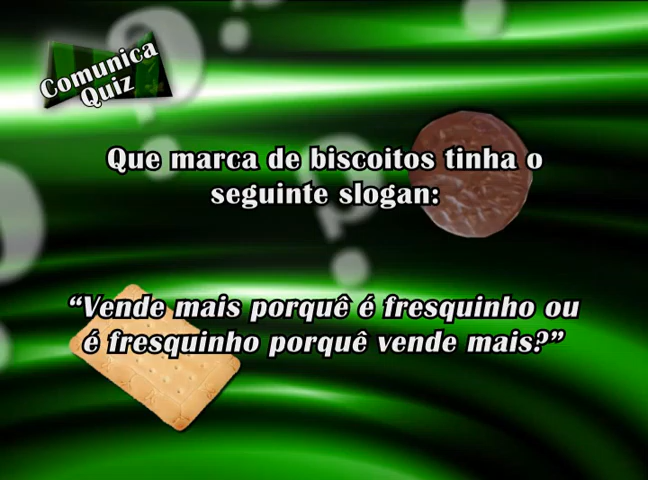 Comunica
Quiz
Que marca de biscoitos tinha o
seguinte slogan:
“Vende mais porquê é fresquinho ou
é fresquinho porquê vende mais?”